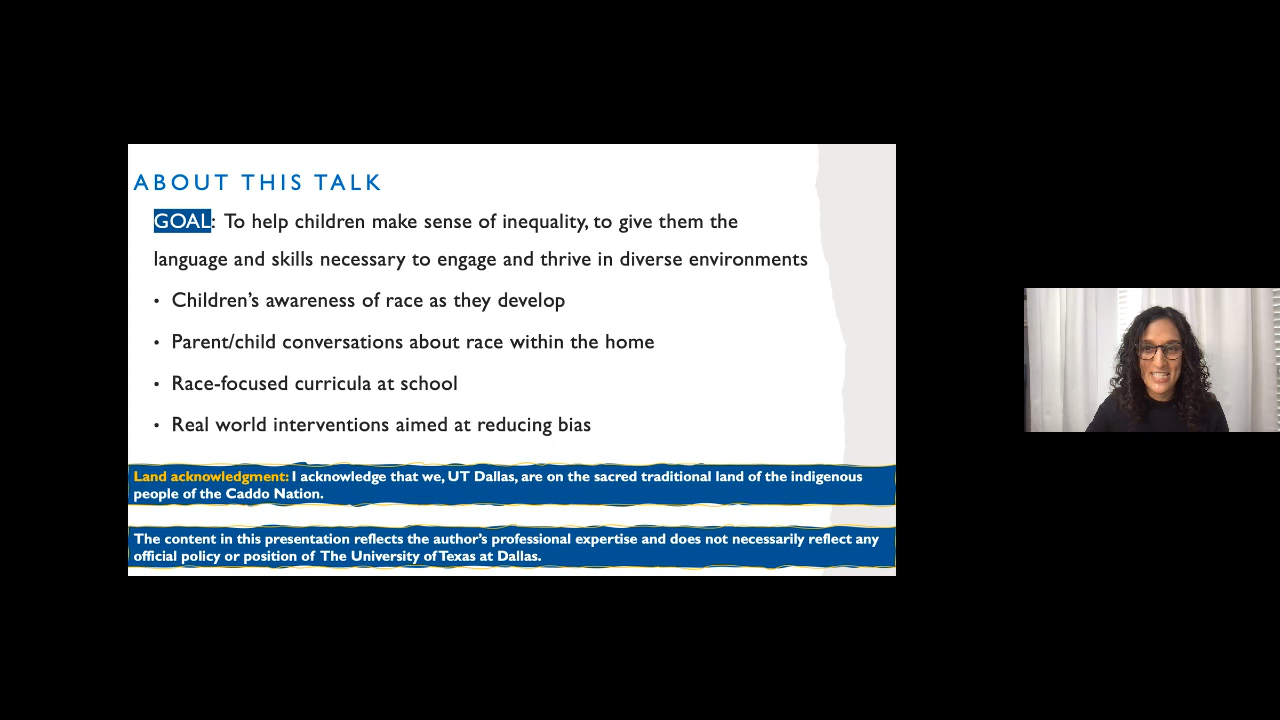 ABOUT THIS TALK
GOAL: To help children make sense of inequality, to give them the
language and skills necessary to engage and thrive in diverse environments
• Children’s awareness of race as they develop
• Parent/child conversations about race within the home
• Race-focused curricula at school
• Real world interventions aimed at reducing bias
Land acknowledgment: I acknowledge that we, UT Dallas, are on the sacred traditional land of the indigenous
people of the Caddo Nation.
The content in this presentation reflects the author’s professional expertise and does not necessarily reflect any
official policy or position of The University of Texas at Dallas.